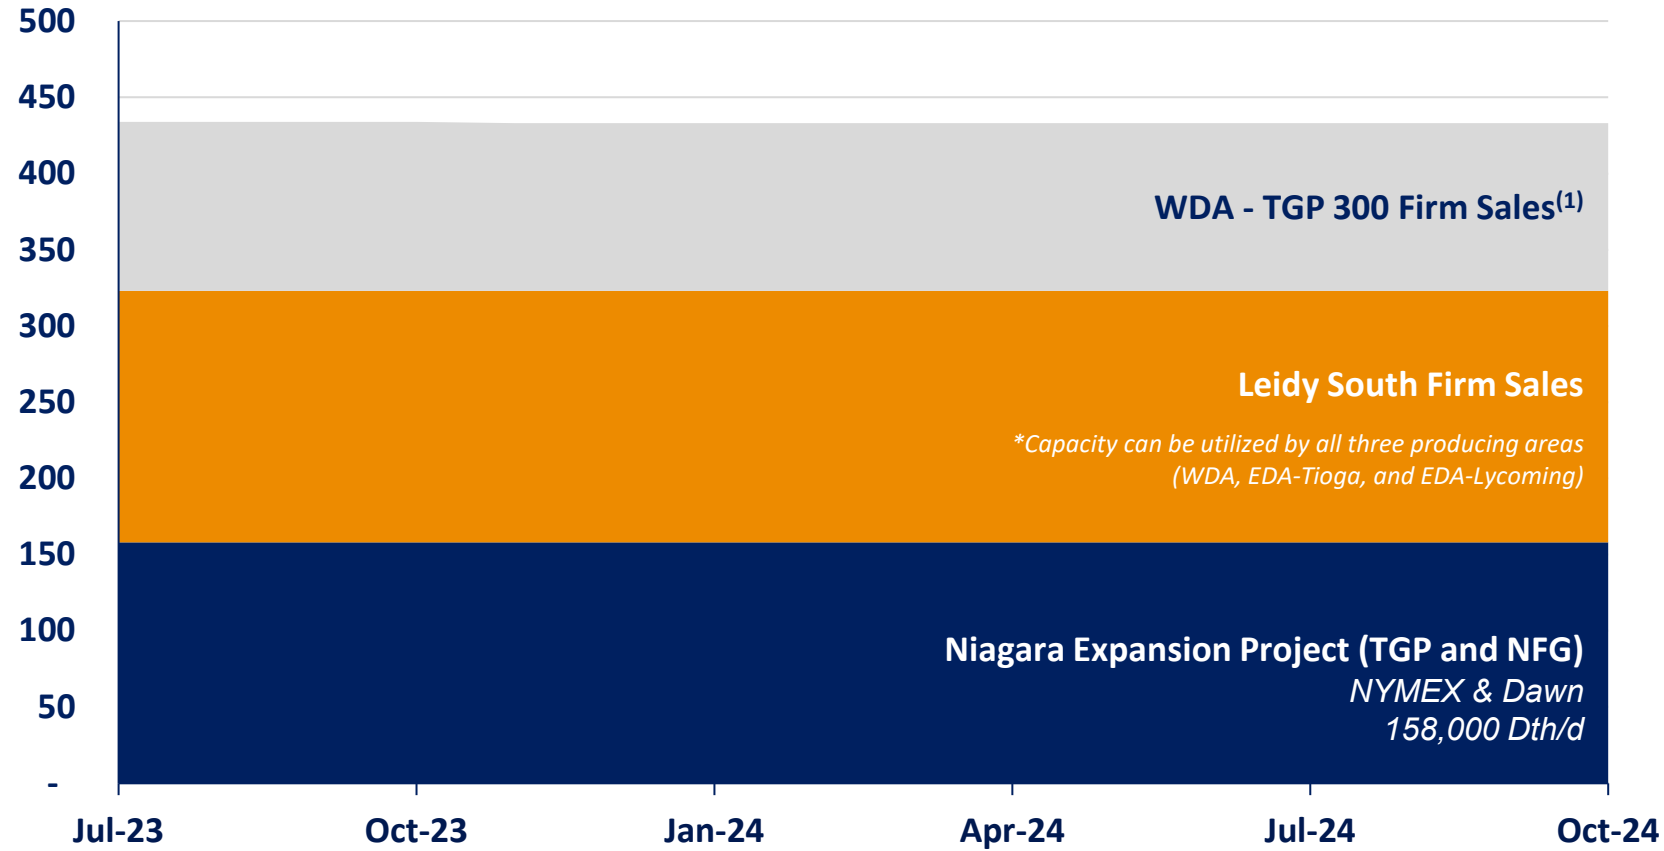 500
450
400
350
300
250
200
150
100
50
-
WDA - TGP 300 Firm Sales(1)
Leidy South Firm Sales
*Capacity can be utilized by all three producing areas
(WDA, EDA-Tioga, and EDA-Lycoming)
Niagara Expansion Project (TGP and NFG)
NYMEX & Dawn
158,000 Dth/d
Jul-23 Oct-23 Jan-24 Apr-24 Jul-24 Oct-24